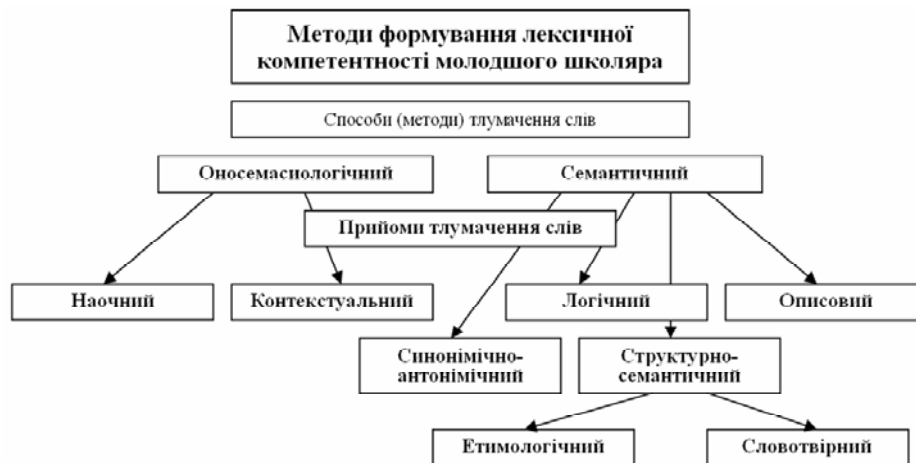 Методи формування лексичної
компетентності молодшого школяра
Способи (методи) тлумачення слів
Оносемасиологічний
Семантичний
Прийоми тлумачення слів
Наочний
Контекстуальний
Логічний
Описовий
Синонімічно-
антонімічний
Структурно-
семантичний
Етимологічний
Словотвірний